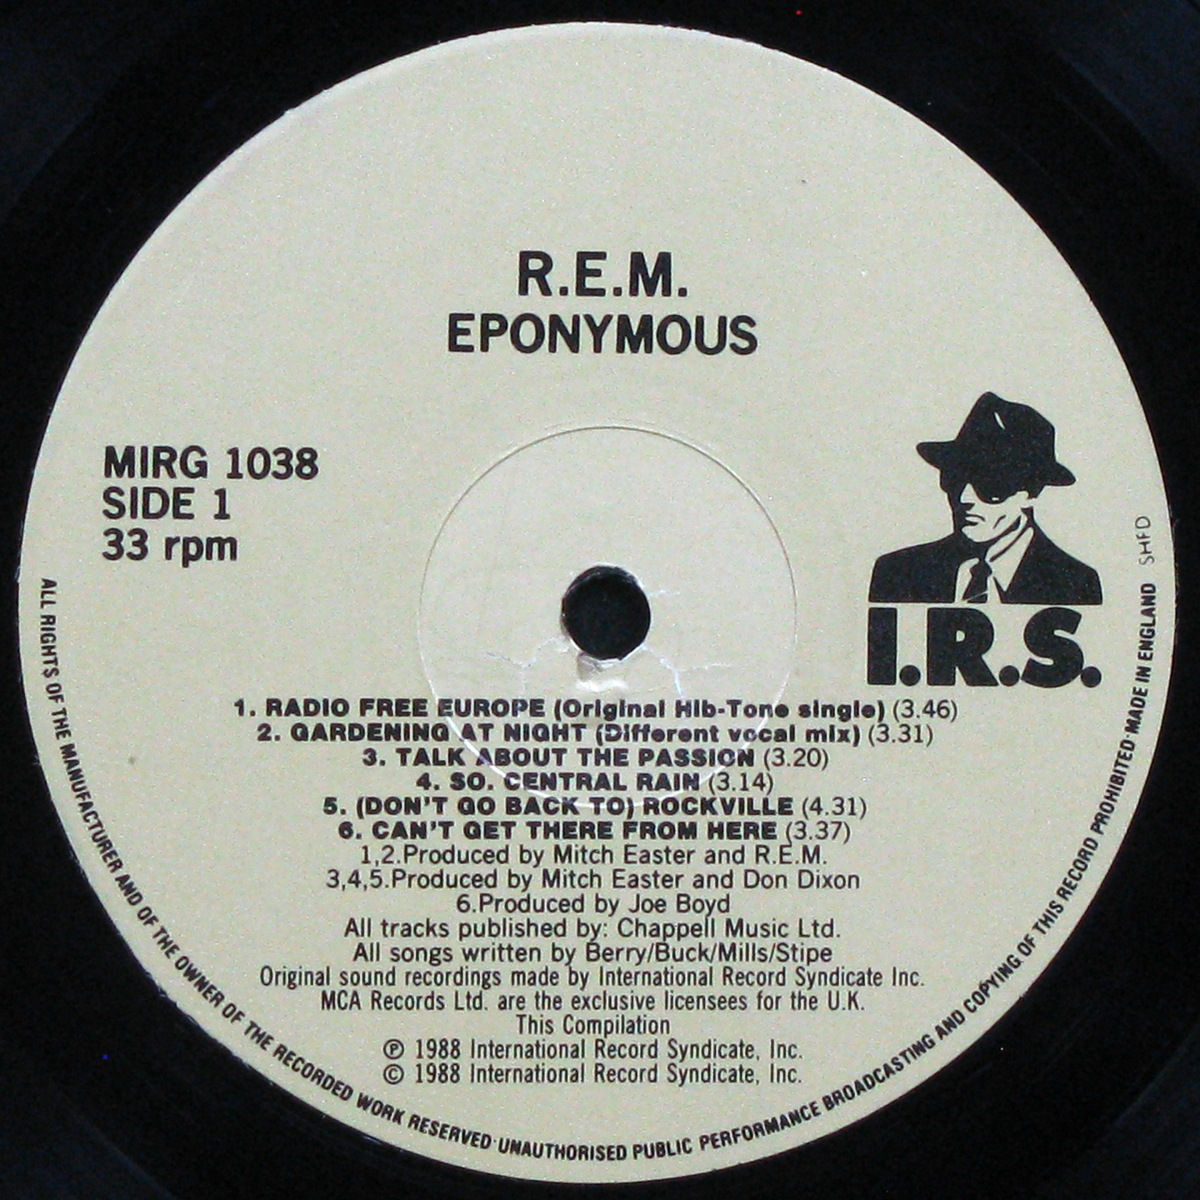 R.E.M.
EPONYMOUS
MIRG 1038
SIDE 1
33 rpm
I.R.S.
1. RADIO FREE EUROPE (Original Hib-Tone single) (3.46)
2. GARDENING AT NIGHT (Different vocal mix) (3.31)
3. TALK ABOUT THE PASSION (3.20)
4. SO. CENTRAL RAIN (3.14)
5. (DON'T GO BACK TO) ROCKVILLE (4.31)
6. CAN'T GET THERE FROM HERE (3.37)
1,2.Produced by Mitch Easter and R.E.M.
3,4,5.Produced by Mitch Easter and Don Dixon
6.Produced by Joe Boyd
All tracks published by: Chappell Music Ltd.
All songs written by Berry/Buck/Mills/Stipe
Original sound recordings made by International Record Syndicate Inc.
MCA Records Ltd. are the exclusive licensees for the U.K.
This Compilation
℗ 1988 International Record Syndicate, Inc.
© 1988 International Record Syndicate, Inc.
ALL RIGHTS OF THE MANUFACTURER AND OF THE OWNER OF THE RECORDED WORK RESERVED·UNAUTHORISED PUBLIC PERFORMANCE BROADCASTING AND COPYING OF THIS RECORD PROHIBITED·MADE IN ENGLAND SHFD